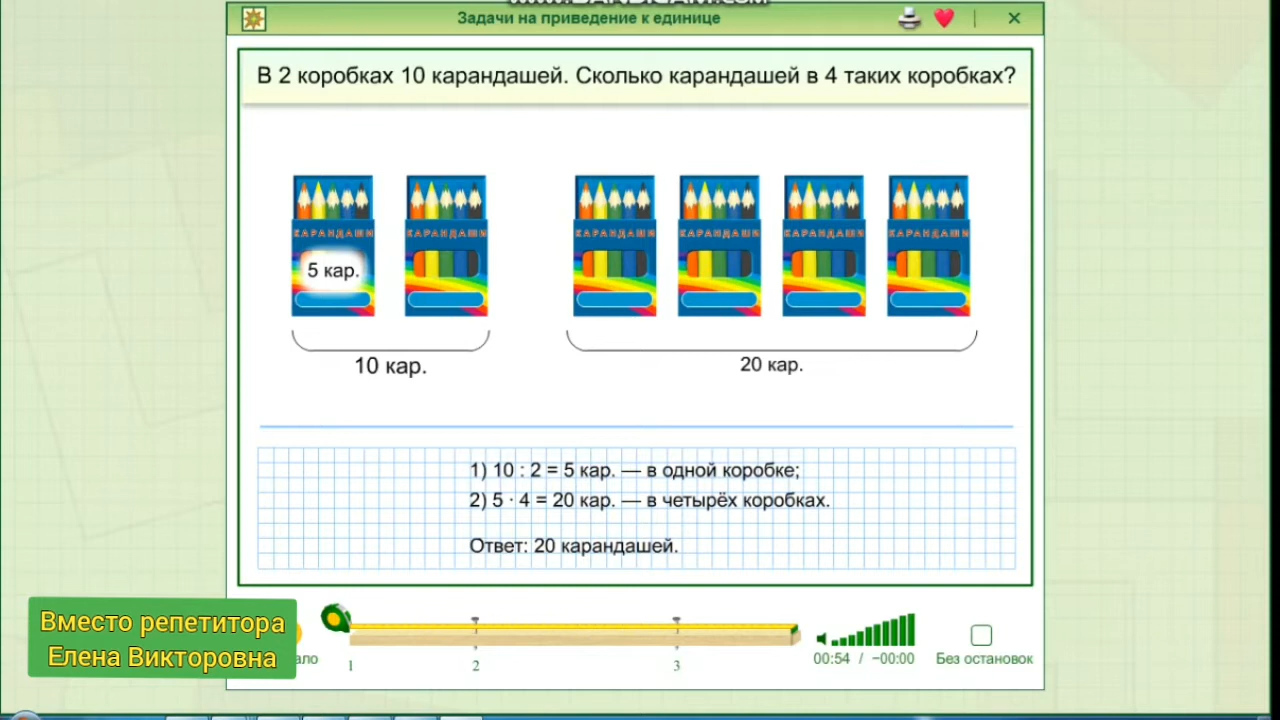 Задачи на приведение к единице
В 2 коробках 10 карандашей. Сколько карандашей в 4 таких коробках?
КАРАНДАШИ КАРАНДАШИ КАРАНДАШИ КАРАНДАШИ КАРАНДАШИ КАРАНДАШИ
5 кар.
10 кар. 20 кар.
1) 10 : 2 = 5 кар. — в одной коробке;
2) 5 · 4 = 20 кар. — в четырёх коробках.
Ответ: 20 карандашей.
Вместо репетитора
Елена Викторовна
1 2 3
00:54 / −00:00 Без остановок